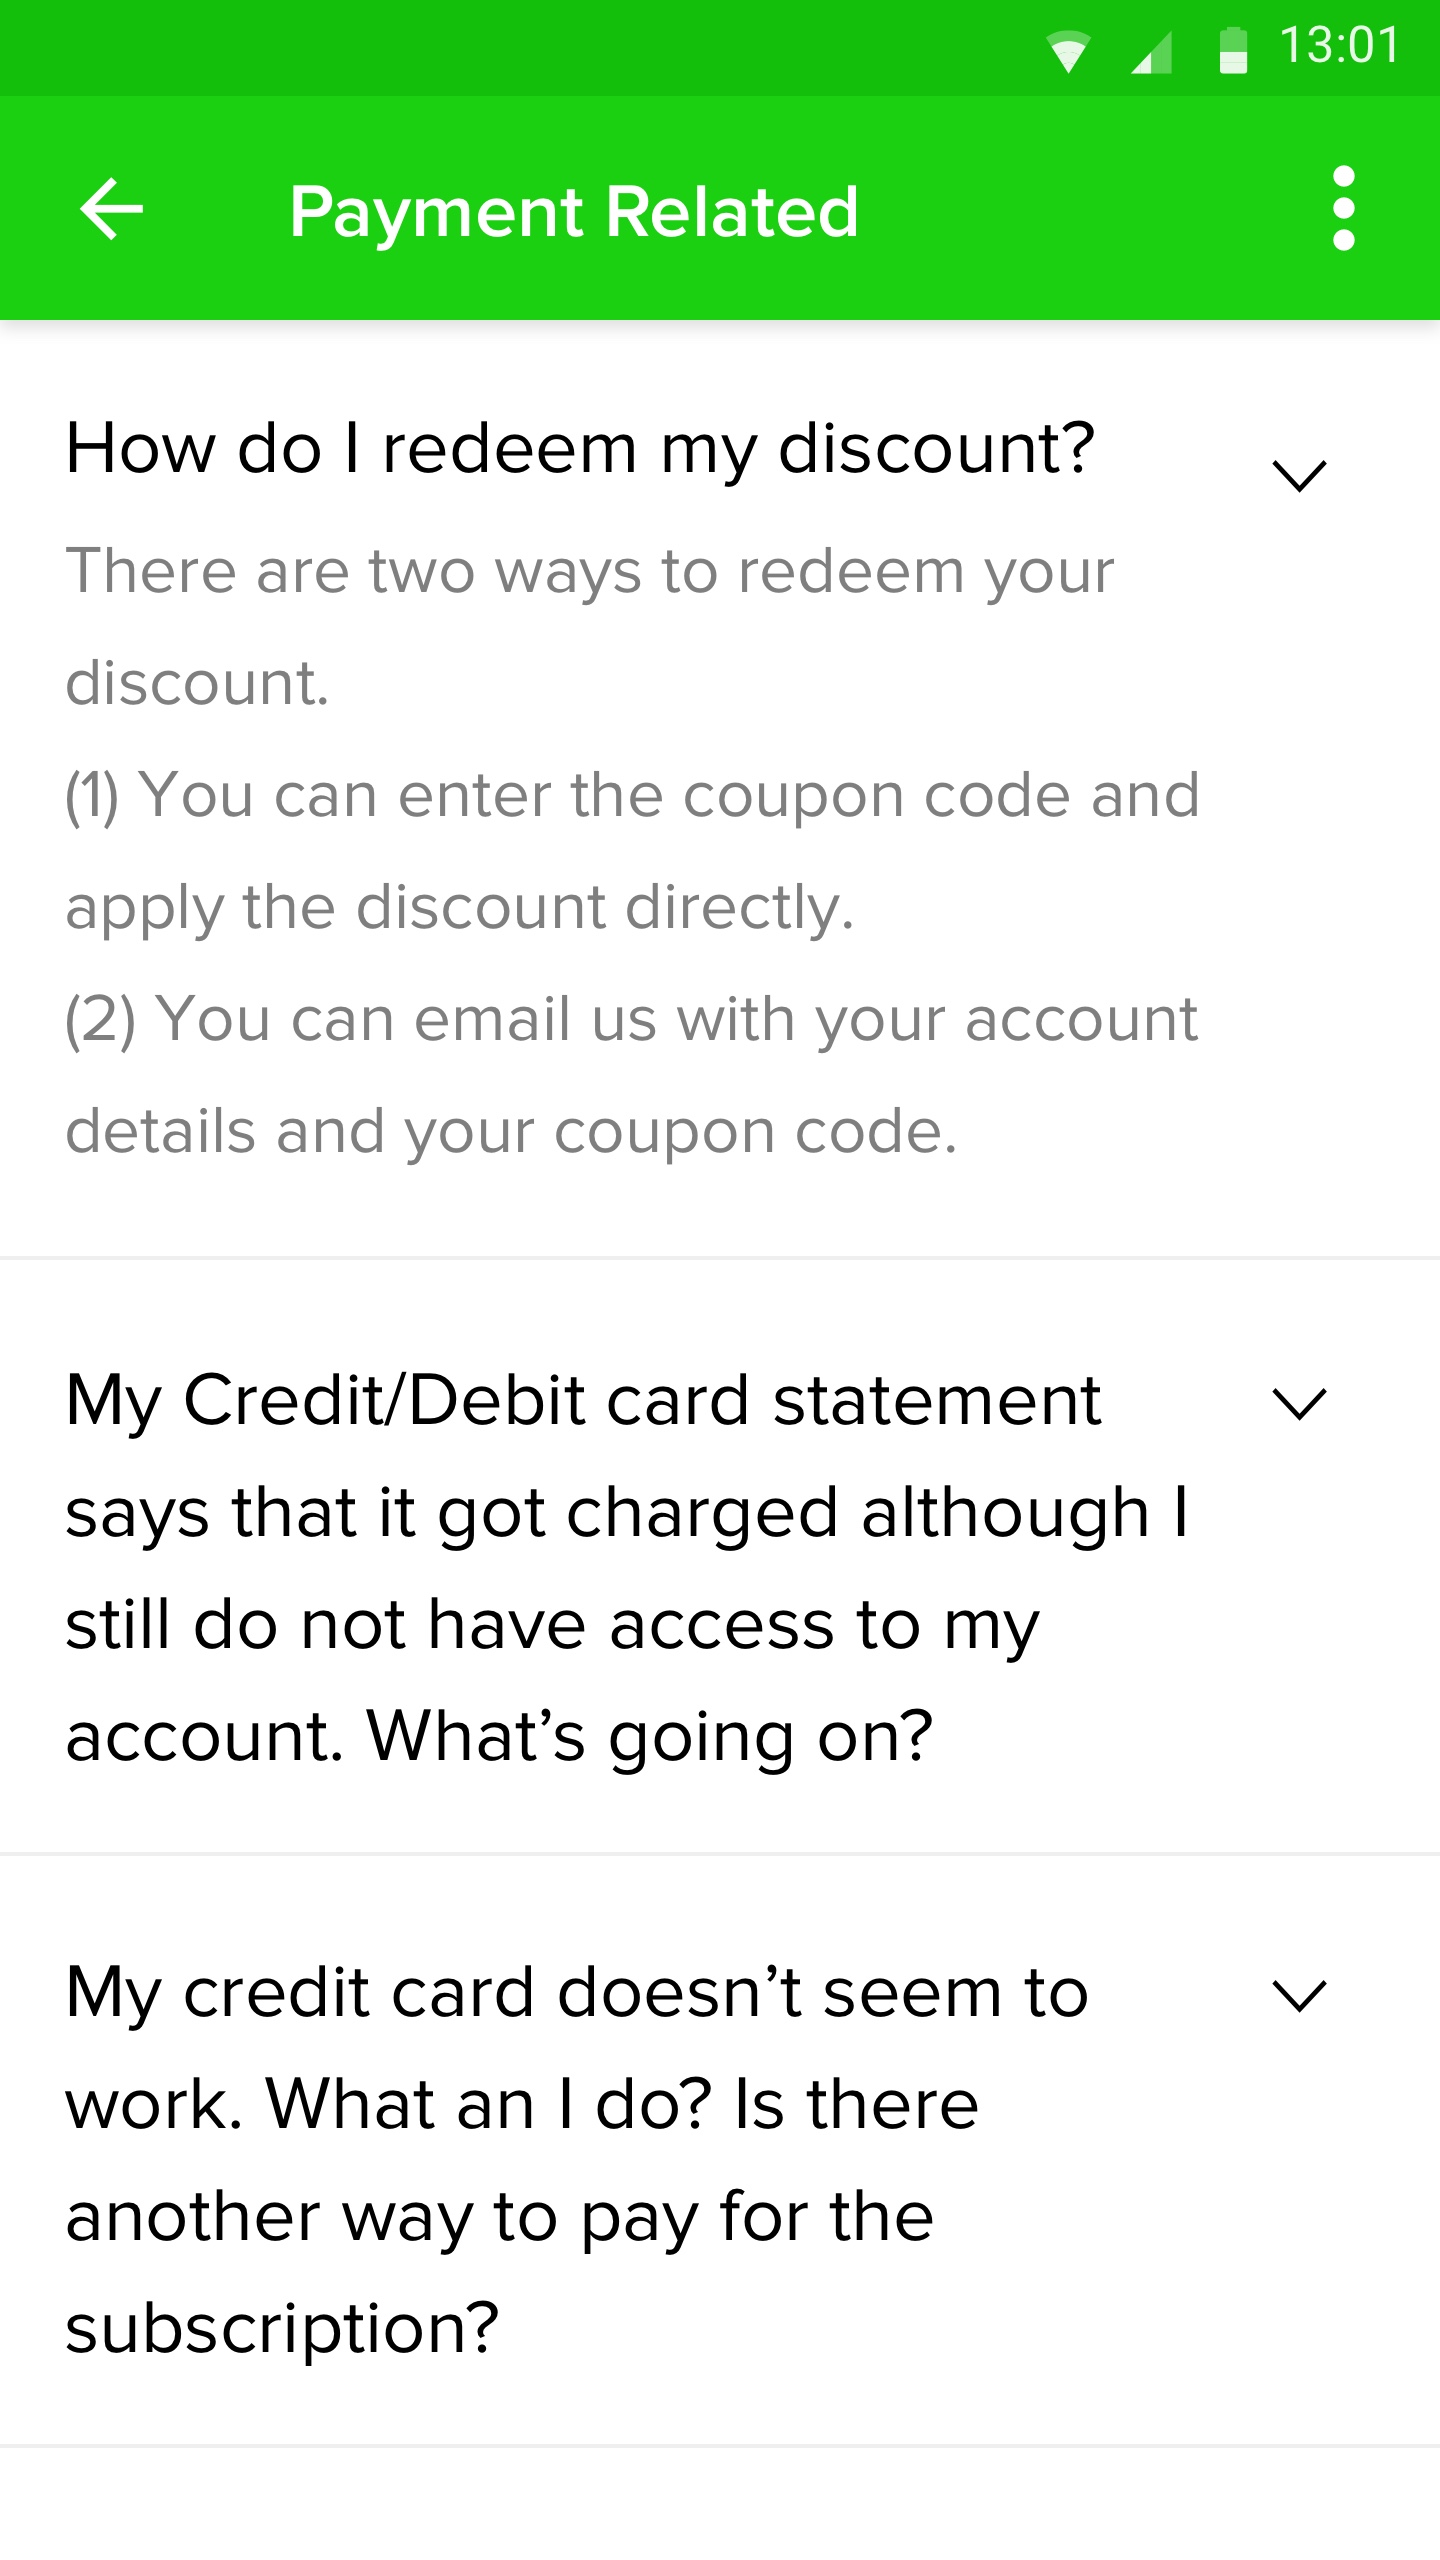 13:01
Payment Related
How do I redeem my discount?
There are two ways to redeem your
discount.
(1) You can enter the coupon code and
apply the discount directly.
(2) You can email us with your account
details and your coupon code.
My Credit/Debit card statement
says that it got charged although I
still do not have access to my
account. What’s going on?
My credit card doesn’t seem to
work. What an I do? Is there
another way to pay for the
subscription?